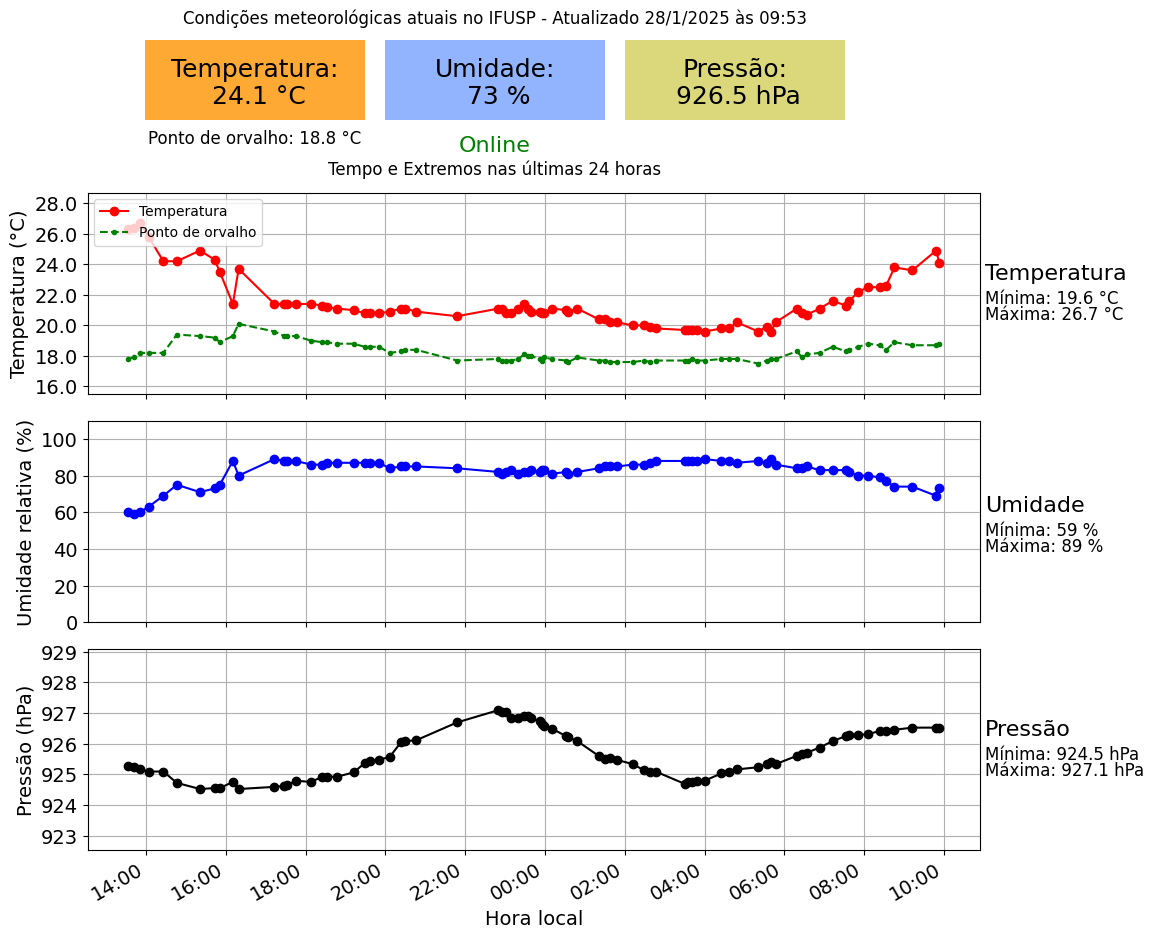 Condições meteorológicas atuais no IFUSP - Atualizado 28/1/2025 às 09:53
Temperatura:
24.1 °C
Umidade:
73 %
Pressão:
926.5 hPa
Ponto de orvalho: 18.8 °C
Online
Tempo e Extremos nas últimas 24 horas
Temperatura (°C)
28.0
26.0
24.0
22.0
20.0
18.0
16.0
Temperatura
Ponto de orvalho
Temperatura
Mínima: 19.6 °C
Máxima: 26.7 °C
Umidade relativa (%)
100
80
60
40
20
0
Umidade
Mínima: 59 %
Máxima: 89 %
Pressão (hPa)
929
928
927
926
925
924
923
Pressão
Mínima: 924.5 hPa
Máxima: 927.1 hPa
14:00
16:00
18:00
20:00
22:00
00:00
02:00
04:00
06:00
08:00
10:00
Hora local